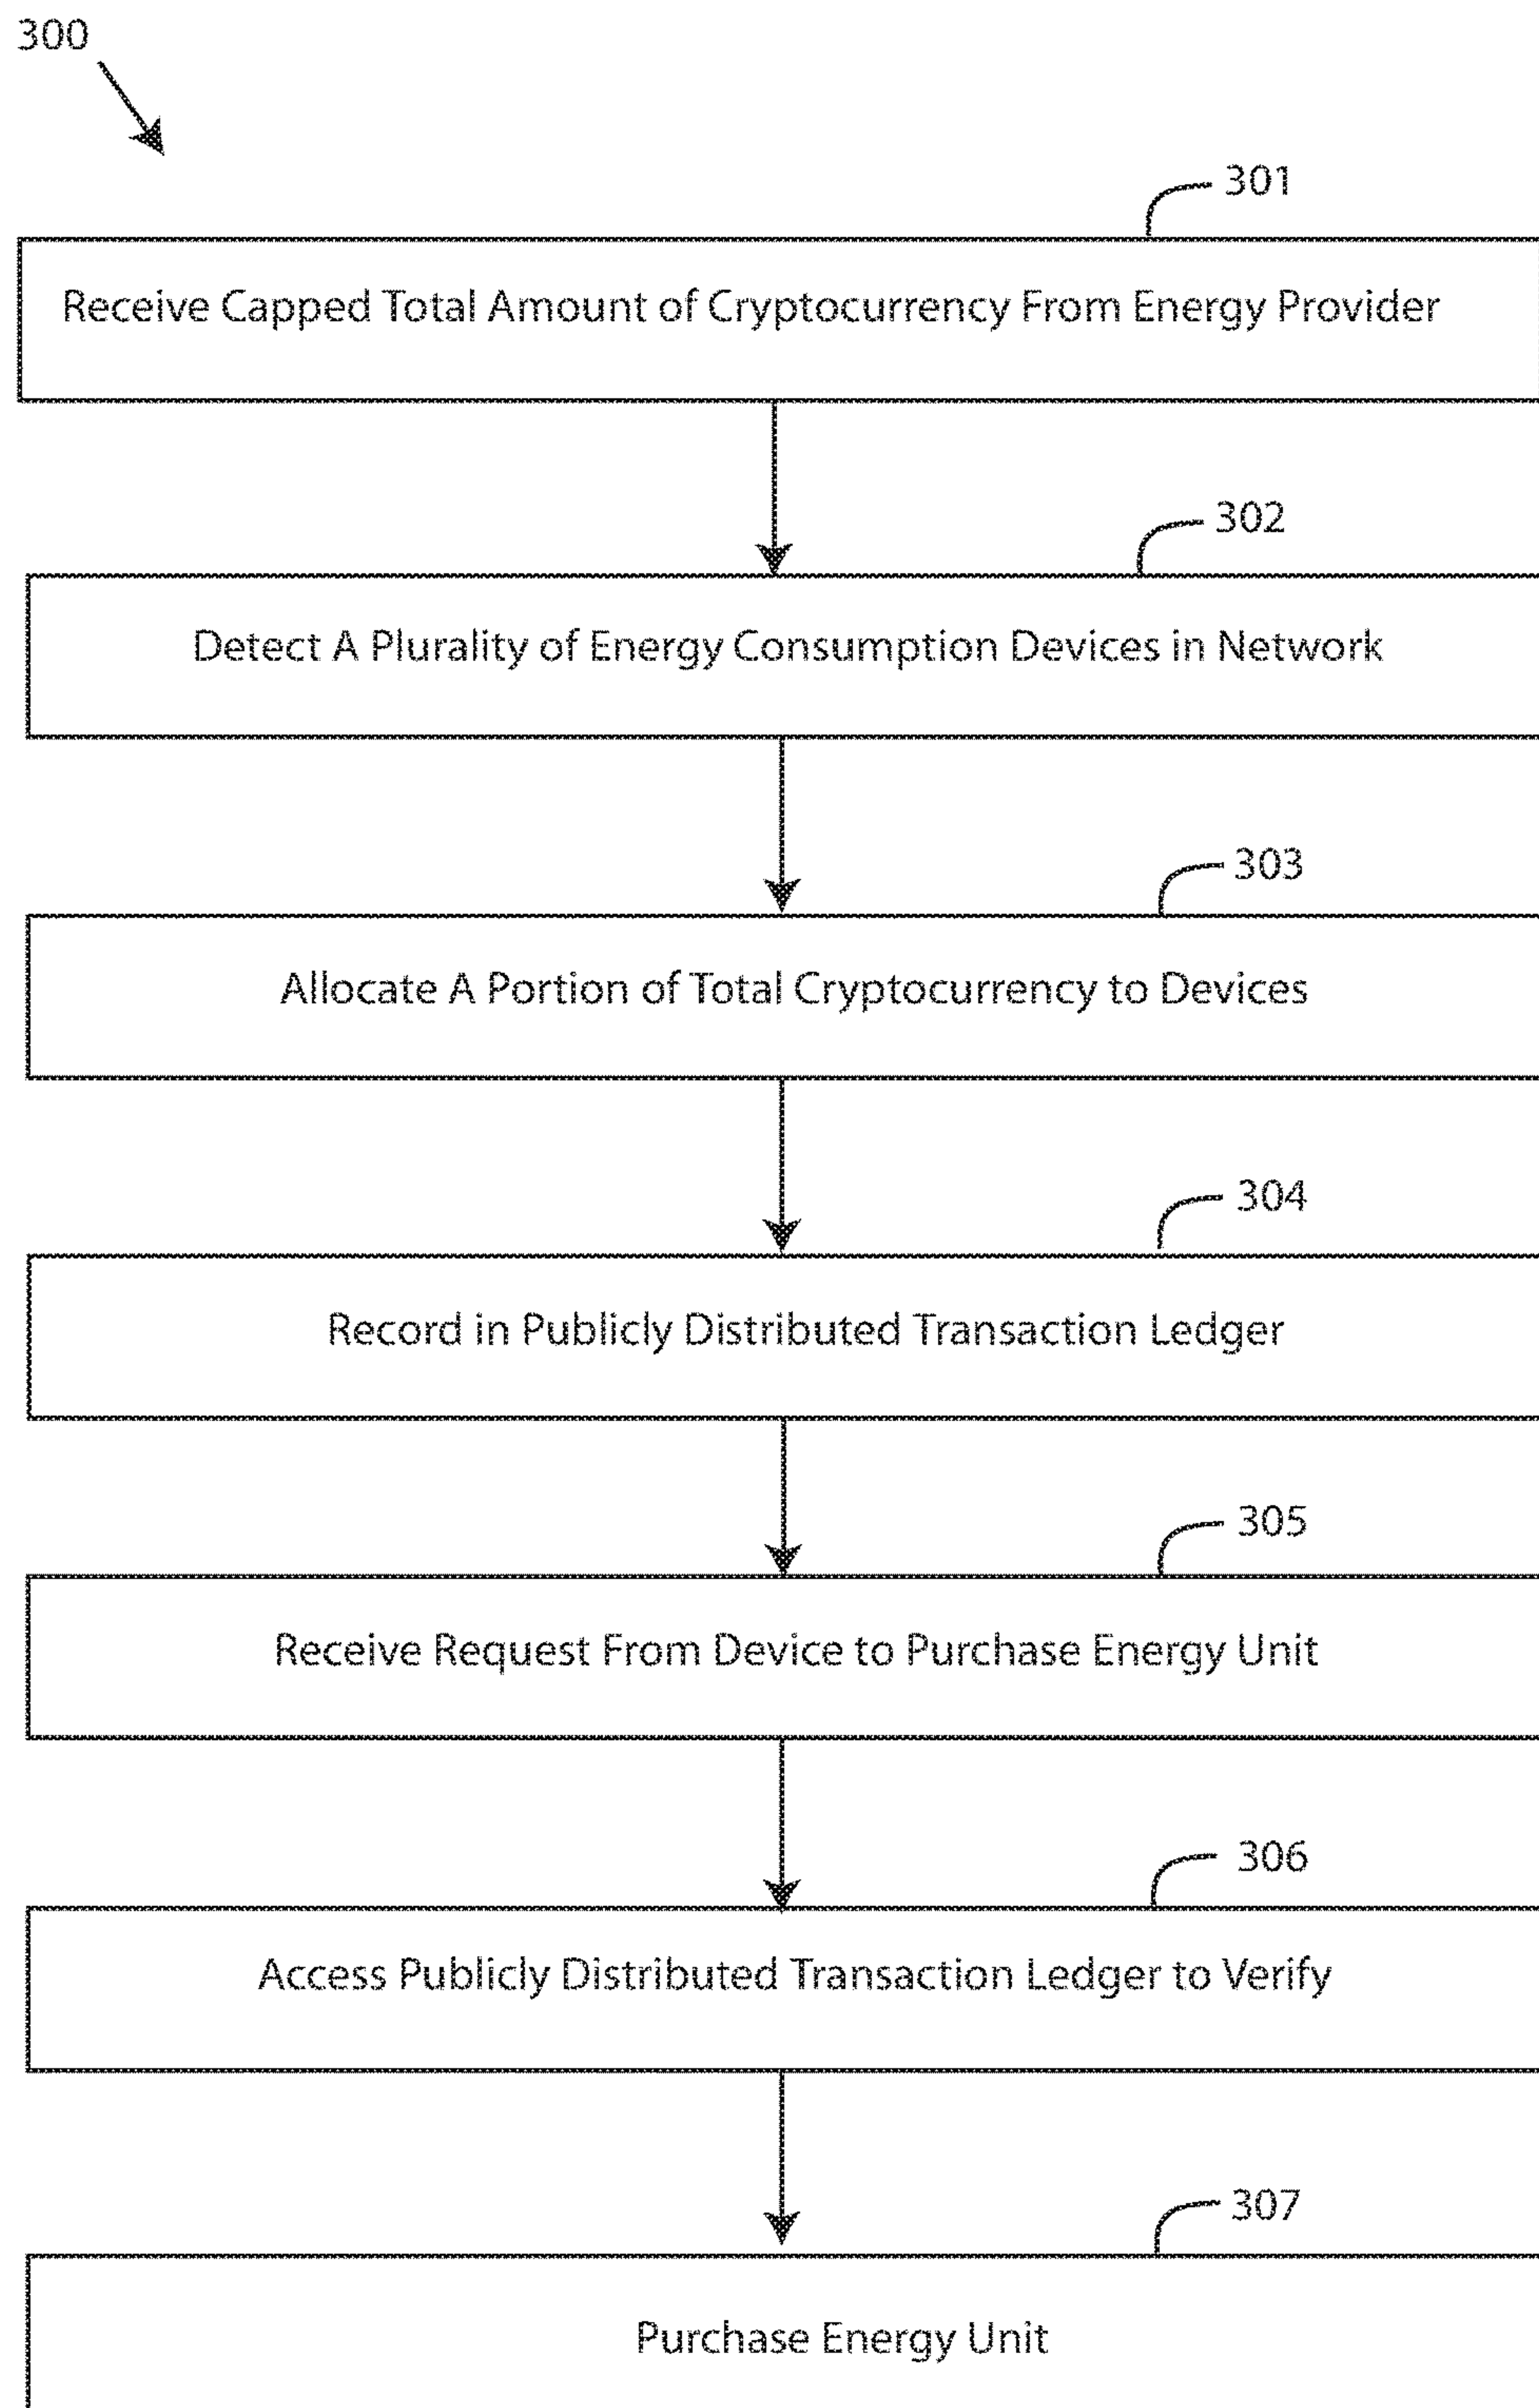 300
301
Receive Capped Total Amount of Cryptocurrency From Energy Provider
302
Detect A Plurality of Energy Consumption Devices in Network
303
Allocate A Portion of Total Cryptocurrency to Devices
304
Record in Publicly Distributed Transaction Ledger
305
Receive Request From Device to Purchase Energy Unit
306
Access Publicly Distributed Transaction Ledger to Verify
307
Purchase Energy Unit